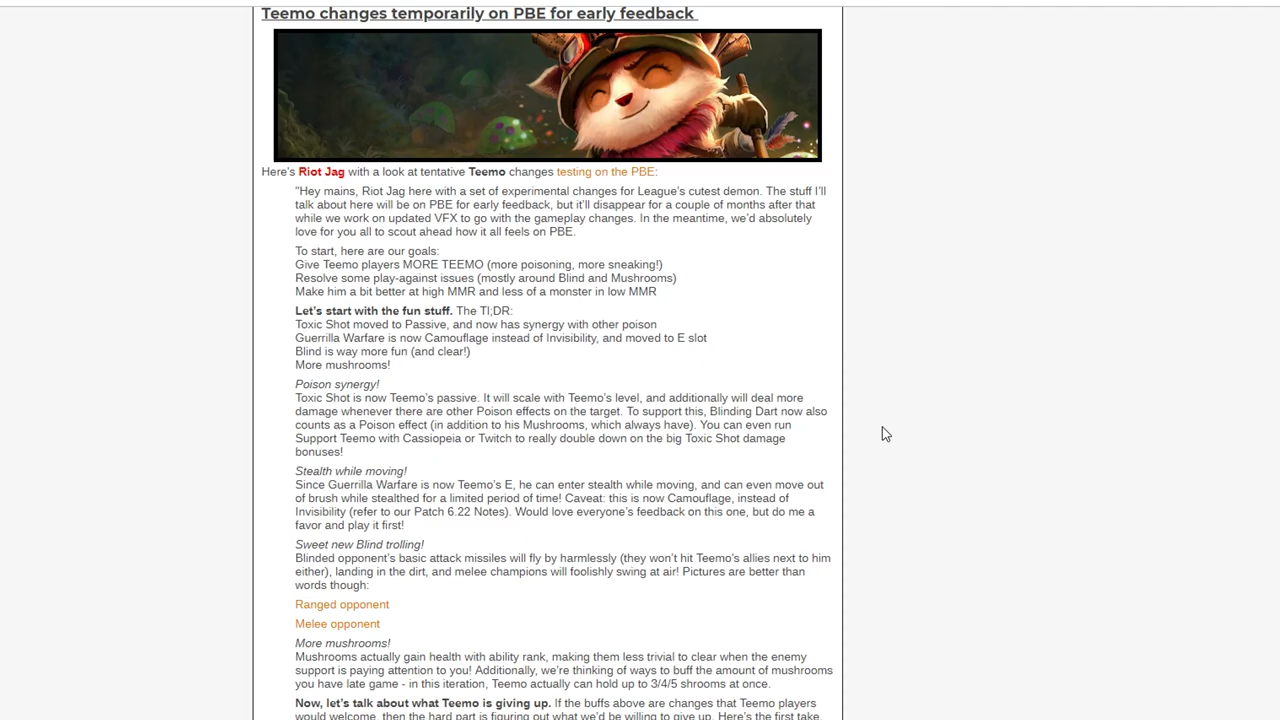 Teemo changes temporarily on PBE for early feedback
Here's Riot Jag with a look at tentative Teemo changes testing on the PBE:
"Hey mains, Riot Jag here with a set of experimental changes for League's cutest demon. The stuff I'll
talk about here will be on PBE for early feedback, but it'll disappear for a couple of months after that
while we work on updated VFX to go with the gameplay changes. In the meantime, we'd absolutely
love for you all to scout ahead how it all feels on PBE.
To start, here are our goals:
Give Teemo players MORE TEEMO (more poisoning, more sneaking!)
Resolve some play-against issues (mostly around Blind and Mushrooms)
Make him a bit better at high MMR and less of a monster in low MMR
Let's start with the fun stuff. The Tl;DR:
Toxic Shot moved to Passive, and now has synergy with other poison
Guerrilla Warfare is now Camouflage instead of Invisibility, and moved to E slot
Blind is way more fun (and clear!)
More mushrooms!
Poison synergy!
Toxic Shot is now Teemo's passive. It will scale with Teemo's level, and additionally will deal more
damage whenever there are other Poison effects on the target. To support this, Blinding Dart now also
counts as a Poison effect (in addition to his Mushrooms, which always have). You can even run
Support Teemo with Cassiopeia or Twitch to really double down on the big Toxic Shot damage
bonuses!
Stealth while moving!
Since Guerrilla Warfare is now Teemo's E, he can enter stealth while moving, and can even move out
of brush while stealthed for a limited period of time! Caveat: this is now Camouflage, instead of
Invisibility (refer to our Patch 6.22 Notes). Would love everyone's feedback on this one, but do me a
favor and play it first!
Sweet new Blind trolling!
Blinded opponent's basic attack missiles will fly by harmlessly (they won't hit Teemo's allies next to him
either), landing in the dirt, and melee champions will foolishly swing at air! Pictures are better than
words though:
Ranged opponent
Melee opponent
More mushrooms!
Mushrooms actually gain health with ability rank, making them less trivial to clear when the enemy
support is paying attention to you! Additionally, we're thinking of ways to buff the amount of mushrooms
you have late game - in this iteration, Teemo actually can hold up to 3/4/5 shrooms at once.
Now, let's talk about what Teemo is giving up. If the buffs above are changes that Teemo players
would welcome, then the hard part is figuring out what we'd be willing to give up. Here's the first take.